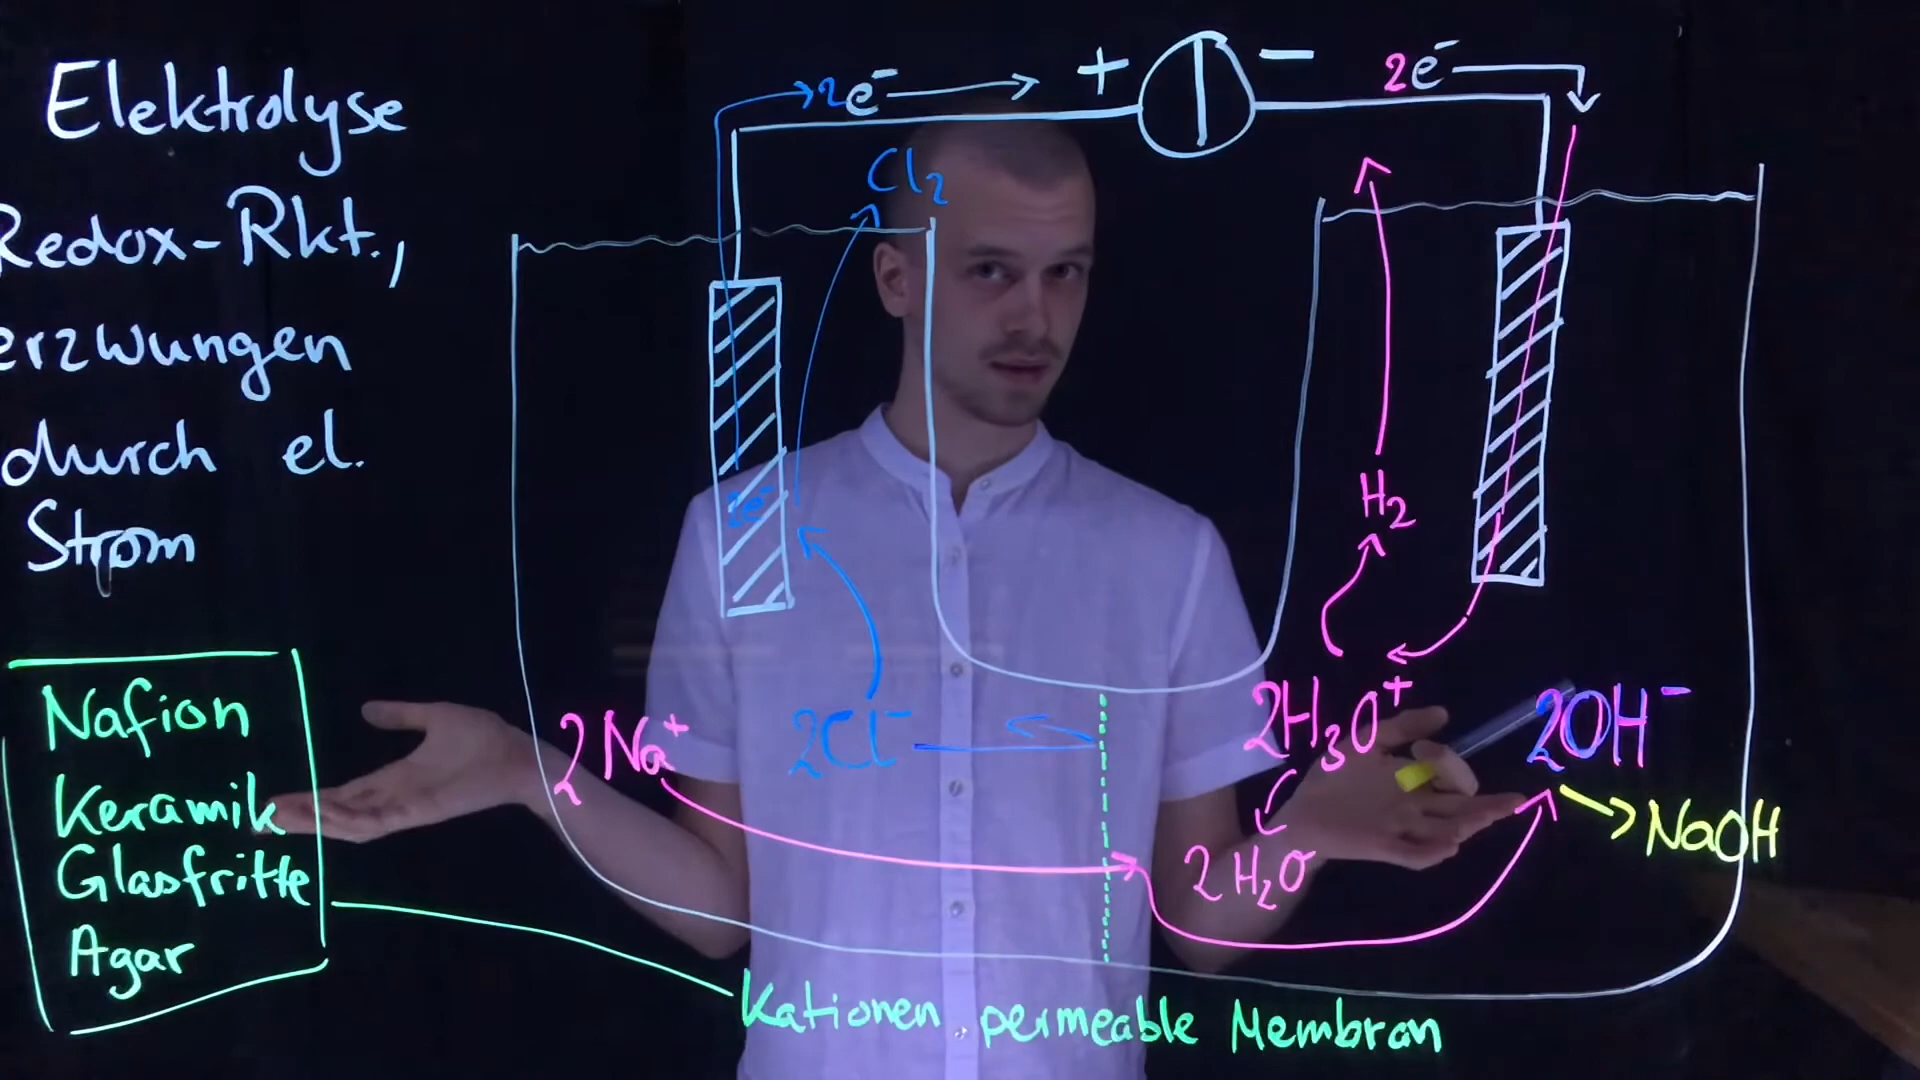 Elektrolyse
Redox-Rkt.,
erzwungen
durch el.
Strom
Nafion
Keramik
Glasfritte
Agar
2e⁻
+
−
2e⁻
Cl₂
2e⁻
H₂
2Na⁺
2Cl⁻
2H₃O⁺
2OH⁻
2H₂O
NaOH
Kationen permeable Membran